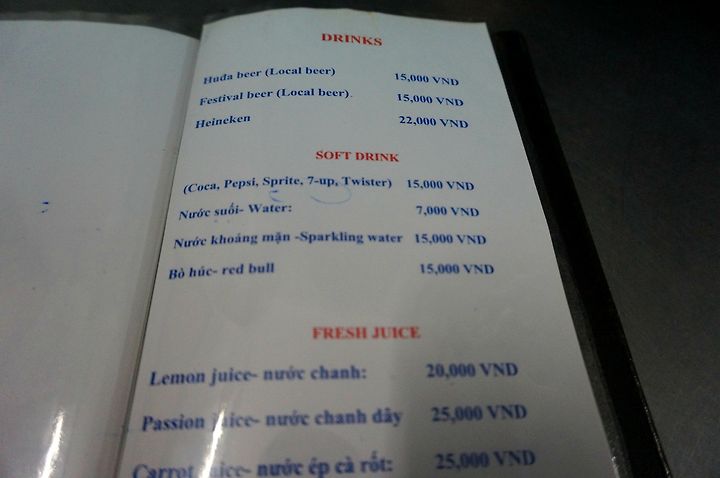 DRINKS
Huda beer (Local beer) 15,000 VND
Festival beer (Local beer). 15,000 VND
Heineken 22,000 VND
SOFT DRINK
(Coca, Pepsi, Sprite, 7-up, Twister) 15,000 VND
Nước suối- Water: 7,000 VND
Nước khoáng mặn -Sparkling water 15,000 VND
Bò húc- red bull 15,000 VND
FRESH JUICE
Lemon juice- nước chanh: 20,000 VND
Passion juice- nước chanh dây 25,000 VND
Carrot juice- nước ép cà rốt: 25,000 VND